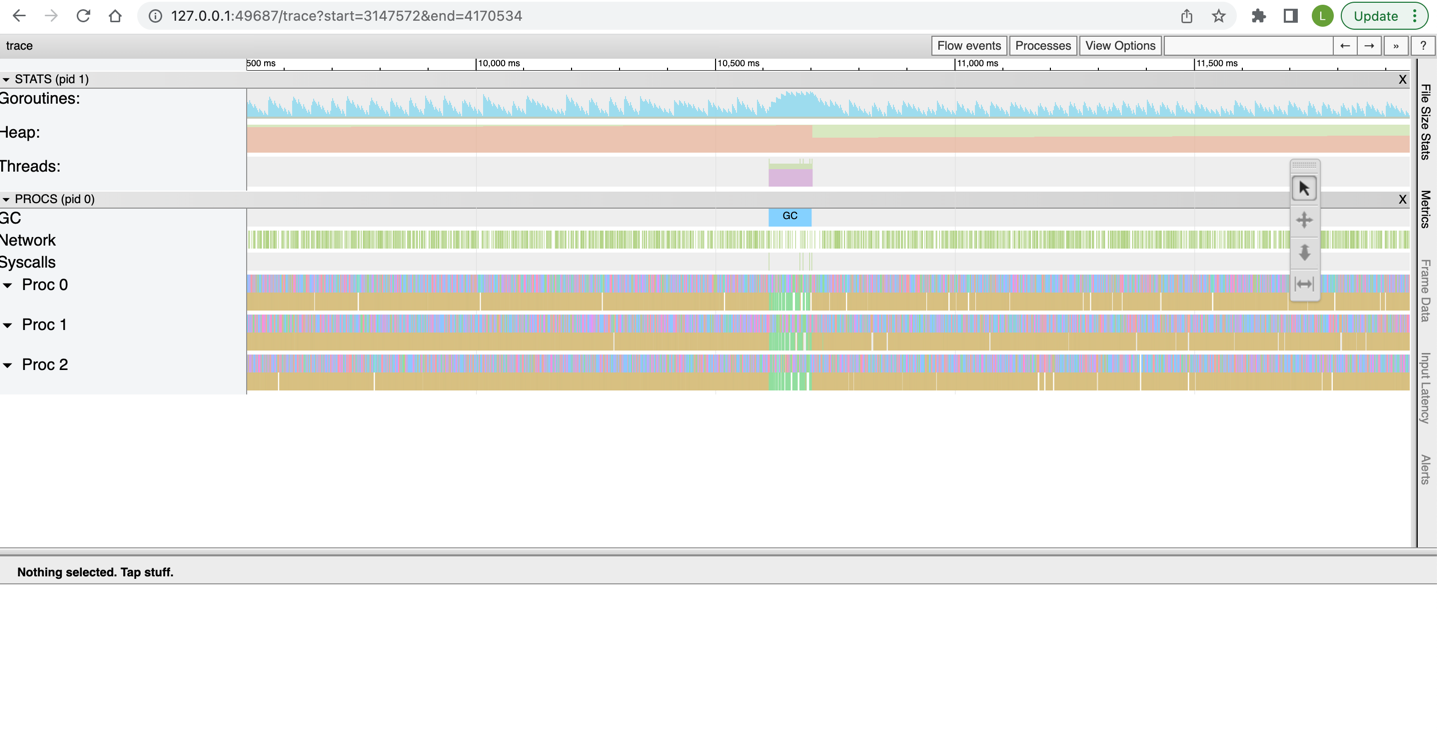 127.0.0.1:49687/trace?start=3147572&end=4170534
L
Update
trace
Flow events
Processes
View Options
←
→
»
?
500 ms
10,000 ms
10,500 ms
11,000 ms
11,500 ms
STATS (pid 1)
X
Goroutines:
Heap:
Threads:
PROCS (pid 0)
X
GC
GC
Network
Syscalls
Proc 0
Proc 1
Proc 2
File Size Stats
Metrics
Frame Data
Input Latency
Alerts
Nothing selected. Tap stuff.